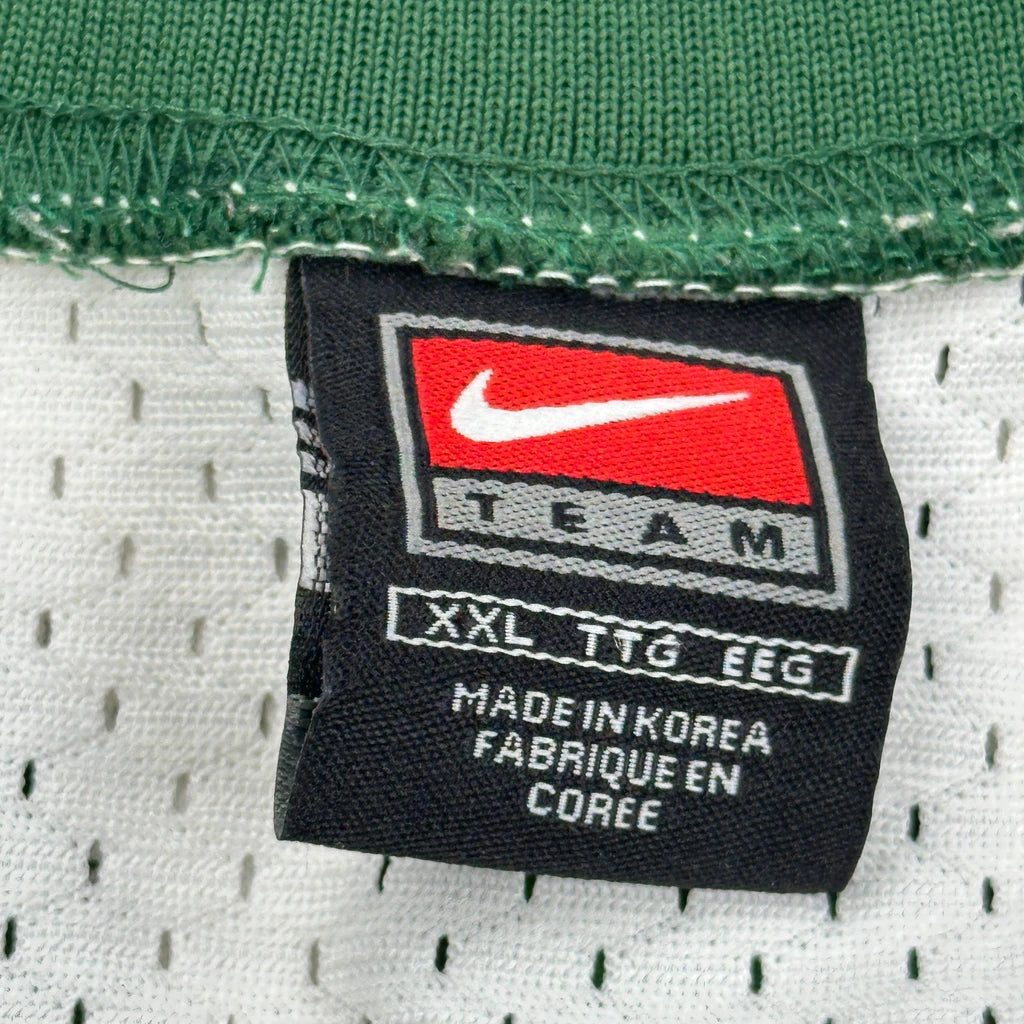 TEAM
XXL TTG EEG
MADE IN KOREA
FABRIQUE EN
COREE